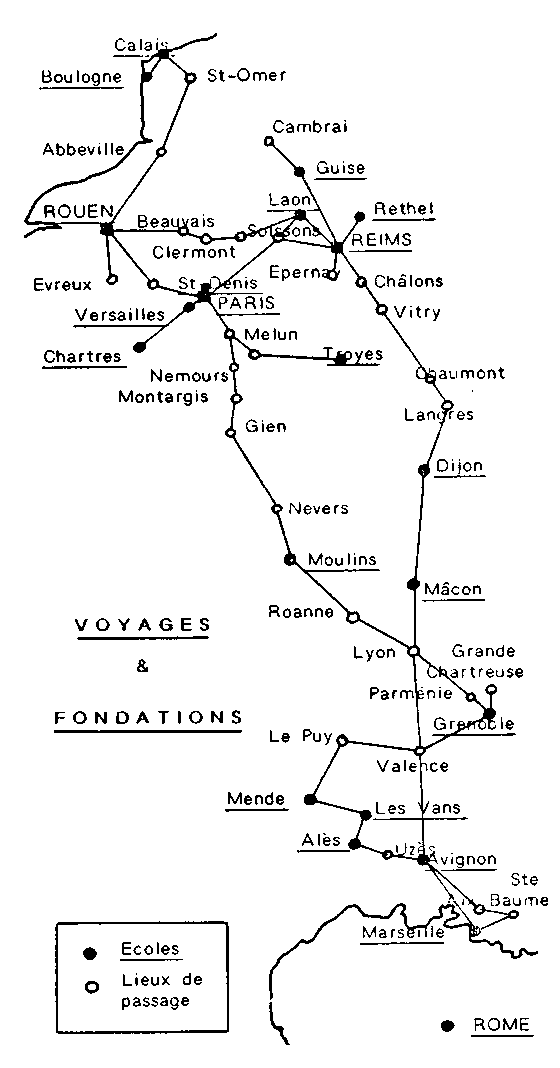 Calais
Boulogne
St-Omer
Abbeville
Cambrai
Guise
Laon
Rethel
ROUEN
Beauvais
Soissons
REIMS
Clermont
Epernay
Evreux
St Denis
Châlons
PARIS
Vitry
Versailles
Melun
Chartres
Troyes
Nemours
Chaumont
Montargis
Langres
Gien
Dijon
Nevers
Moulins
Mâcon
Roanne
VOYAGES
Lyon
Grande
&
Chartreuse
Parménie
FONDATIONS
Grenoble
Le Puy
Valence
Mende
Les Vans
Alès
Uzès
Avignon
Ste
Baume
Marseille
Ecoles
Lieux de
passage
ROME